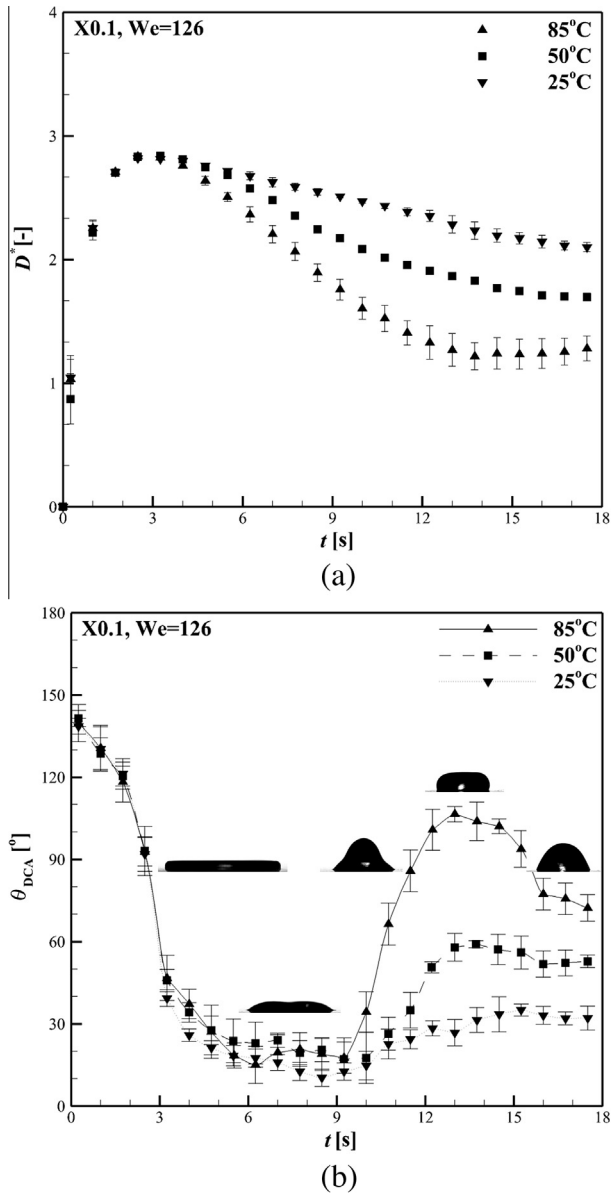 4
X0.1, We=126
85°C
50°C
25°C
3
2
D* [-]
1
0
0 3 6 9 12 15 18
t [s]
(a)
180
X0.1, We=126
85°C
50°C
25°C
150
120
90
θDCA [°]
60
30
0
0 3 6 9 12 15 18
t [s]
(b)